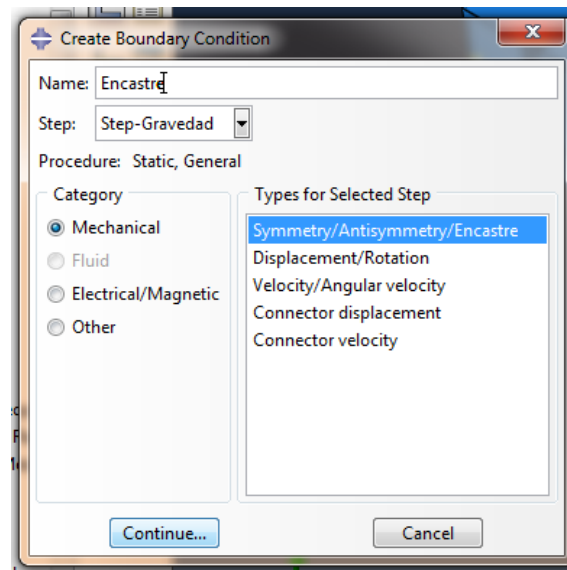 Create Boundary Condition
Name: Encastre
Step: Step-Gravedad
Procedure: Static, General
Category
Mechanical
Fluid
Electrical/Magnetic
Other
Types for Selected Step
Symmetry/Antisymmetry/Encastre
Displacement/Rotation
Velocity/Angular velocity
Connector displacement
Connector velocity
Continue... Cancel